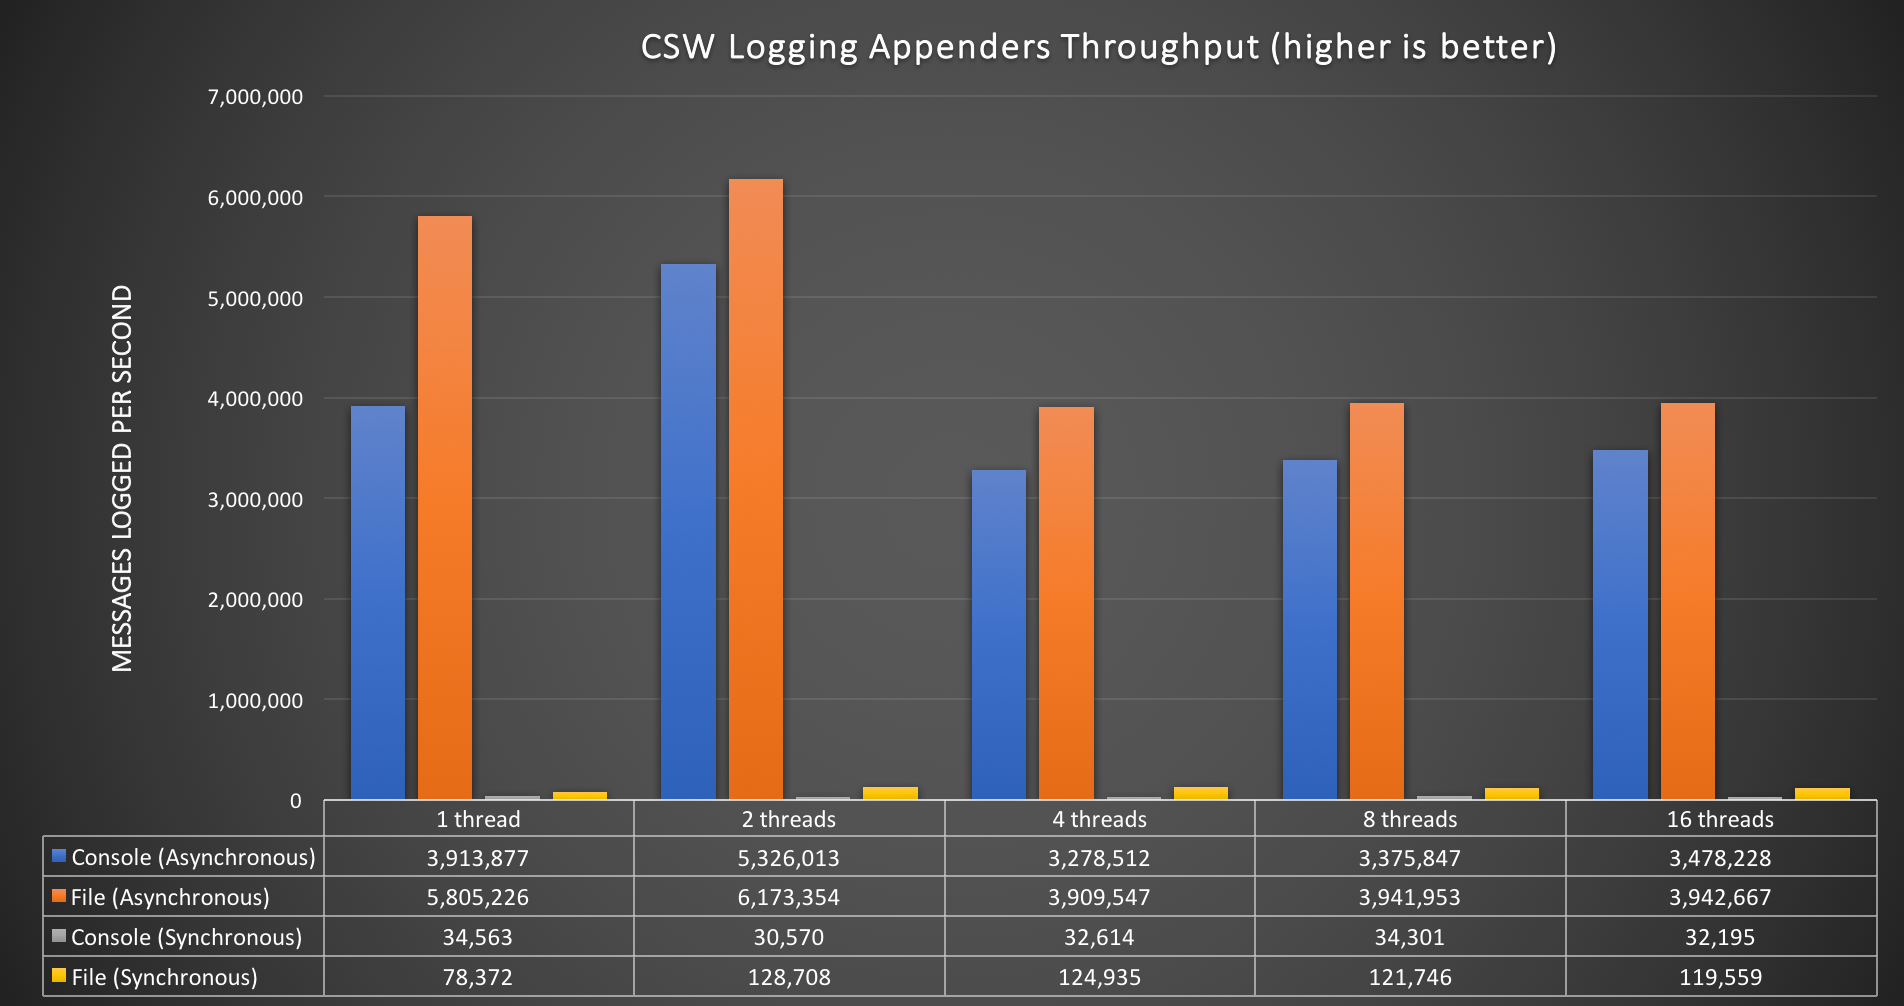 CSW Logging Appenders Throughput (higher is better)
MESSAGES LOGGED PER SECOND
7,000,000
6,000,000
5,000,000
4,000,000
3,000,000
2,000,000
1,000,000
0
1 thread 2 threads 4 threads 8 threads 16 threads
Console (Asynchronous) 3,913,877 5,326,013 3,278,512 3,375,847 3,478,228
File (Asynchronous) 5,805,226 6,173,354 3,909,547 3,941,953 3,942,667
Console (Synchronous) 34,563 30,570 32,614 34,301 32,195
File (Synchronous) 78,372 128,708 124,935 121,746 119,559